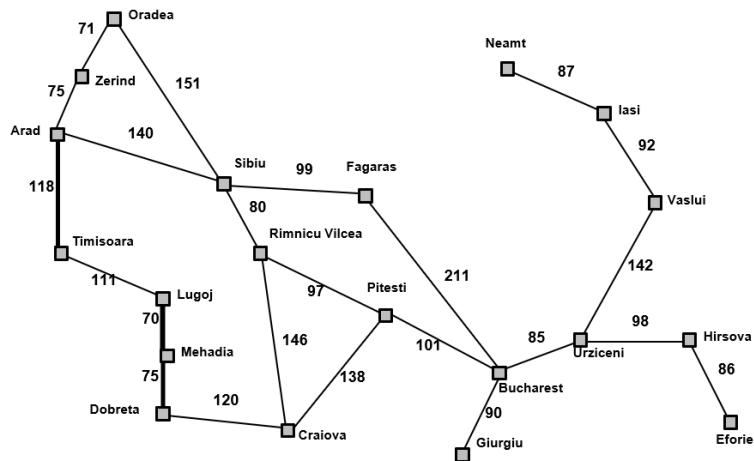 Oradea
71
Neamt
87
Zerind
75
151
Iasi
Arad
140
92
Sibiu
99
Fagaras
118
80
Vaslui
Timisoara
Rimnicu Vilcea
142
111
211
Lugoj
97
Pitesti
70
98
Hirsova
146
101
85
Urziceni
Mehadia
86
75
138
Bucharest
Dobreta
120
90
Craiova
Giurgiu
Eforie